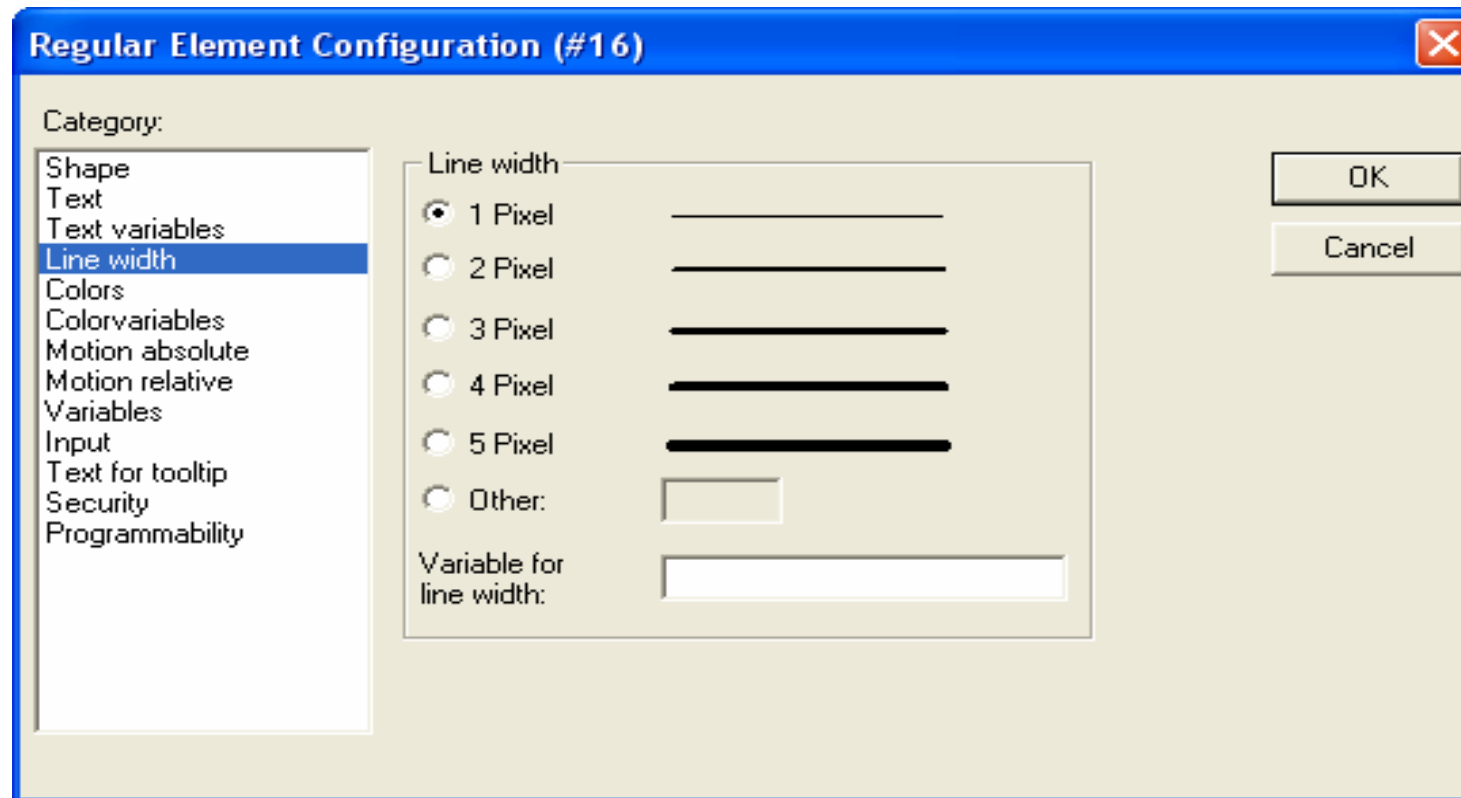 Regular Element Configuration (#16)
Category:
Shape
Text
Text variables
Line width
Colors
Colorvariables
Motion absolute
Motion relative
Variables
Input
Text for tooltip
Security
Programmability
Line width
1 Pixel
2 Pixel
3 Pixel
4 Pixel
5 Pixel
Other:
Variable for
line width:
OK
Cancel